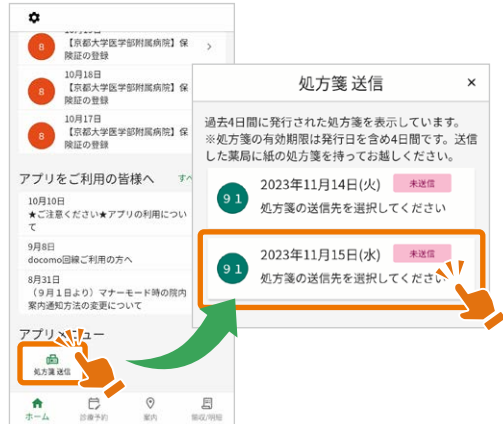 8
【京都大学医学部附属病院】保
険証の登録
8
10月18日
【京都大学医学部附属病院】保
険証の登録
8
10月17日
【京都大学医学部附属病院】保
険証の登録
アプリをご利用の皆様へ
すべ
10月10日
★ご注意ください★アプリの利用につい
て
9月8日
docomo回線ご利用の方へ
8月31日
（９月１日より）マナーモード時の院内
案内通知方法の変更について
アプリメニュー
処方箋 送信
ホーム
診療予約
案内
領収/明細
処方箋 送信
×
過去4日間に発行された処方箋を表示しています。
※処方箋の有効期限は発行日を含め4日間です。送信
した薬局に紙の処方箋を持ってお越しください。
91
2023年11月14日(火)
未送信
処方箋の送信先を選択してください
91
2023年11月15日(水)
未送信
処方箋の送信先を選択してください